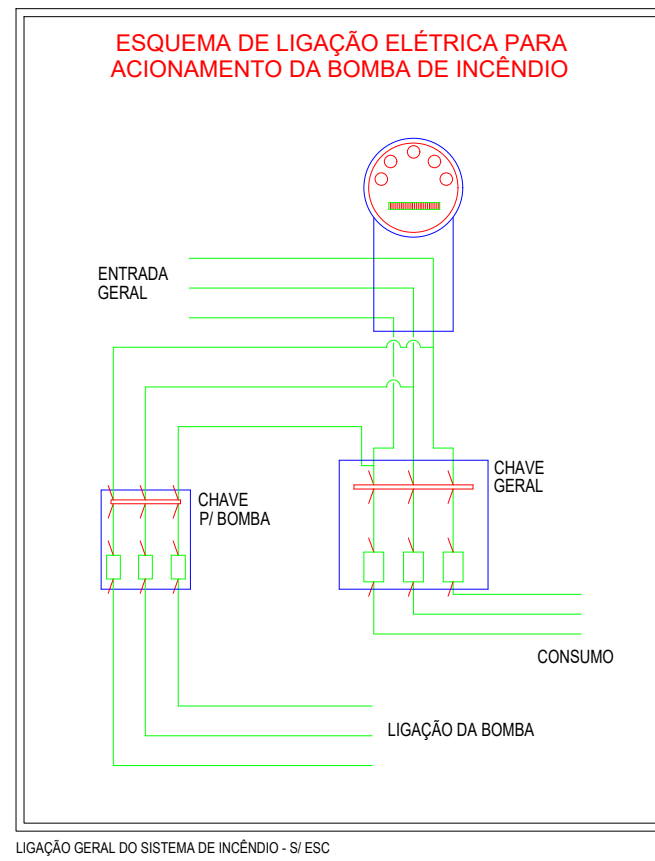 ESQUEMA DE LIGAÇÃO ELÉTRICA PARA
ACIONAMENTO DA BOMBA DE INCÊNDIO
ENTRADA
GERAL
CHAVE
P/ BOMBA
CHAVE
GERAL
CONSUMO
LIGAÇÃO DA BOMBA
LIGAÇÃO GERAL DO SISTEMA DE INCÊNDIO - S/ ESC